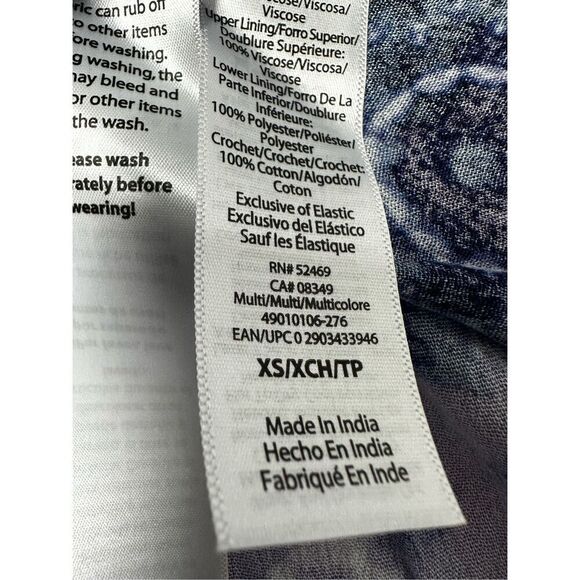 ric can rub off
o other items
fore washing.
g washing, the
may bleed and
or other items
the wash.
ease wash
rately before
wearing!
Viscose/Viscosa/
Viscose
Upper Lining/Forro Superior/
Doublure Supérieure:
100% Viscose/Viscosa/
Viscose
Lower Lining/Forro De La
Parte Inferior/Doublure
Inférieure:
100% Polyester/Poliéster/
Polyester
Crochet/Crochet/Crochet:
100% Cotton/Algodón/
Coton
Exclusive of Elastic
Exclusivo del Elástico
Sauf les Élastique
RN# 52469
CA# 08349
Multi/Multi/Multicolore
49010106-276
EAN/UPC 0 2903433946
XS/XCH/TP
Made In India
Hecho En India
Fabriqué En Inde